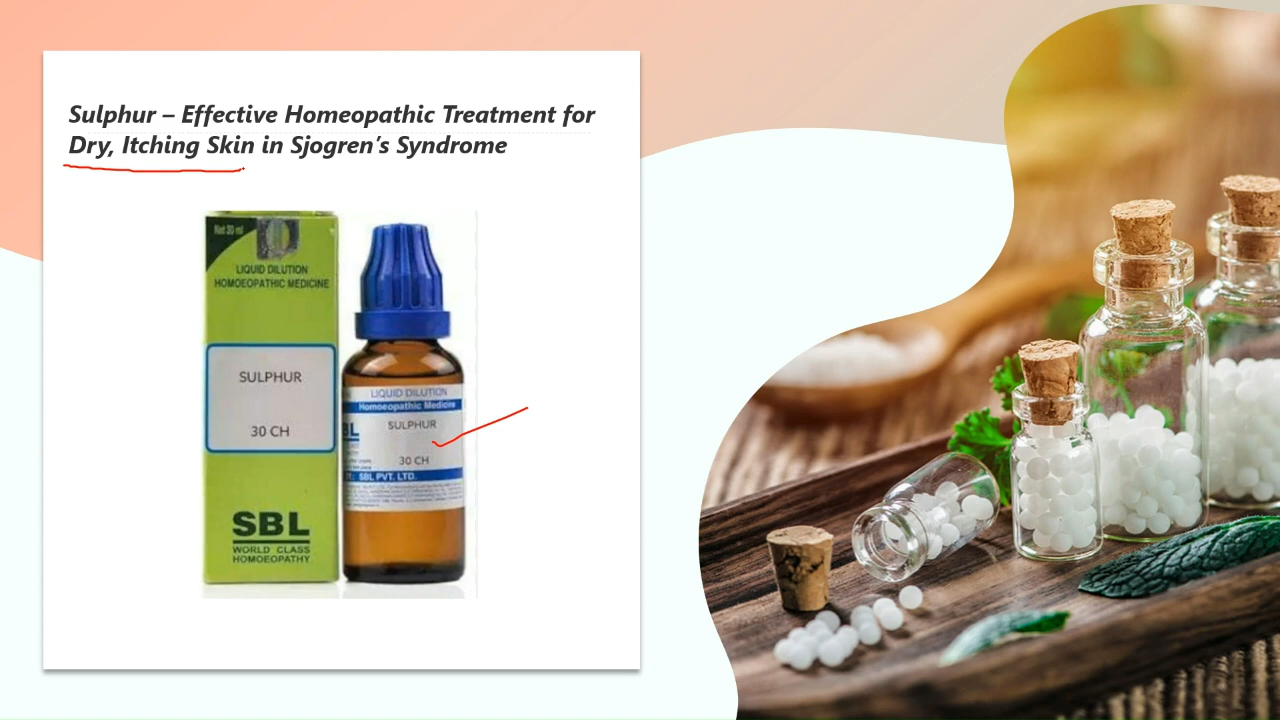 Sulphur – Effective Homeopathic Treatment for
Dry, Itching Skin in Sjogren's Syndrome
Net 30 ml
LIQUID DILUTION
HOMOEOPATHIC MEDICINE
SULPHUR
30 CH
SBL
WORLD CLASS
HOMOEOPATHY
LIQUID DILUTION
Homoeopathic Medicine
BL
SULPHUR
30 CH
SBL PVT. LTD.